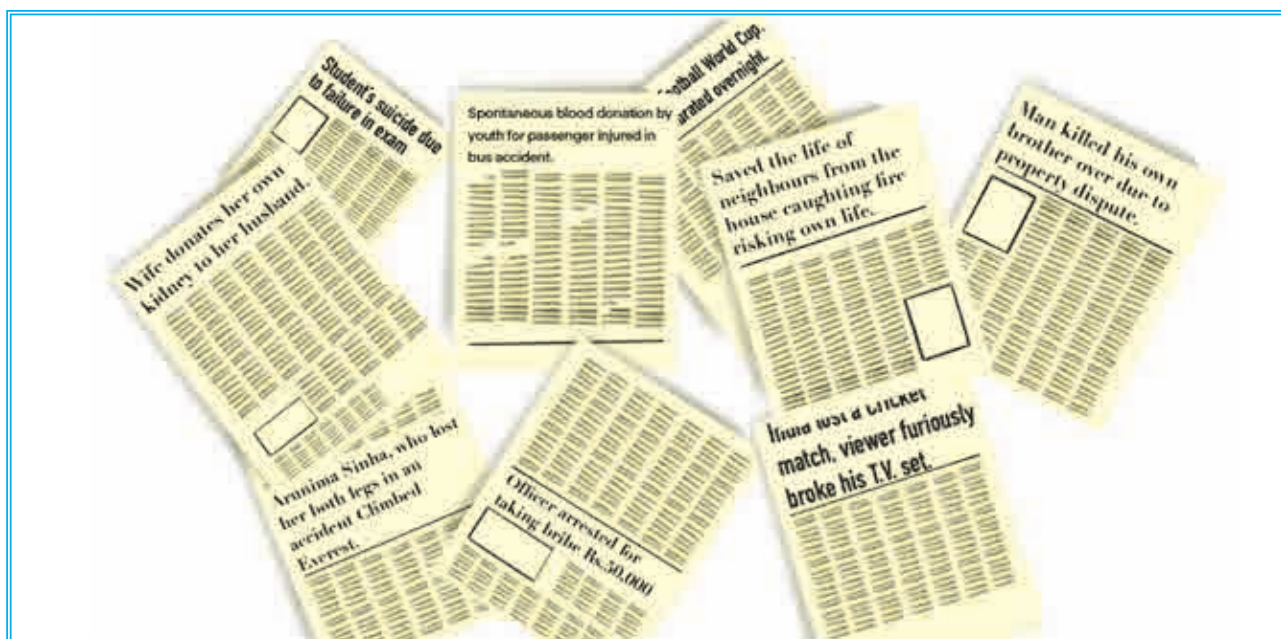 Student's suicide due
to failure in exam
Spontaneous blood donation by
youth for passenger injured in
bus accident.
World Cup.
overnight.
Saved the life of
neighbours from the
house caughting fire
risking own life.
Man killed his own
brother over due to
property dispute.
Wife donates her own
kidney to her husband.
Arunima Sinha, who lost
her both legs in an
accident Climbed
Everest.
Officer arrested for
taking bribe Rs.50,000
India lost a cricket
match, viewer furiously
broke his T.V. set.